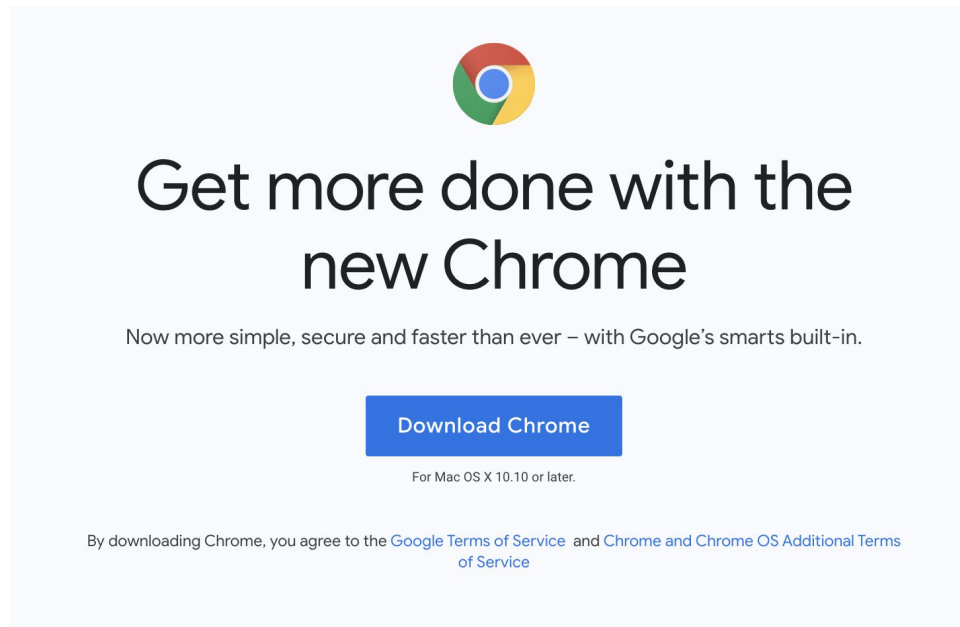 Get more done with the
new Chrome
Now more simple, secure and faster than ever – with Google's smarts built-in.
Download Chrome
For Mac OS X 10.10 or later.
By downloading Chrome, you agree to the Google Terms of Service and Chrome and Chrome OS Additional Terms
of Service